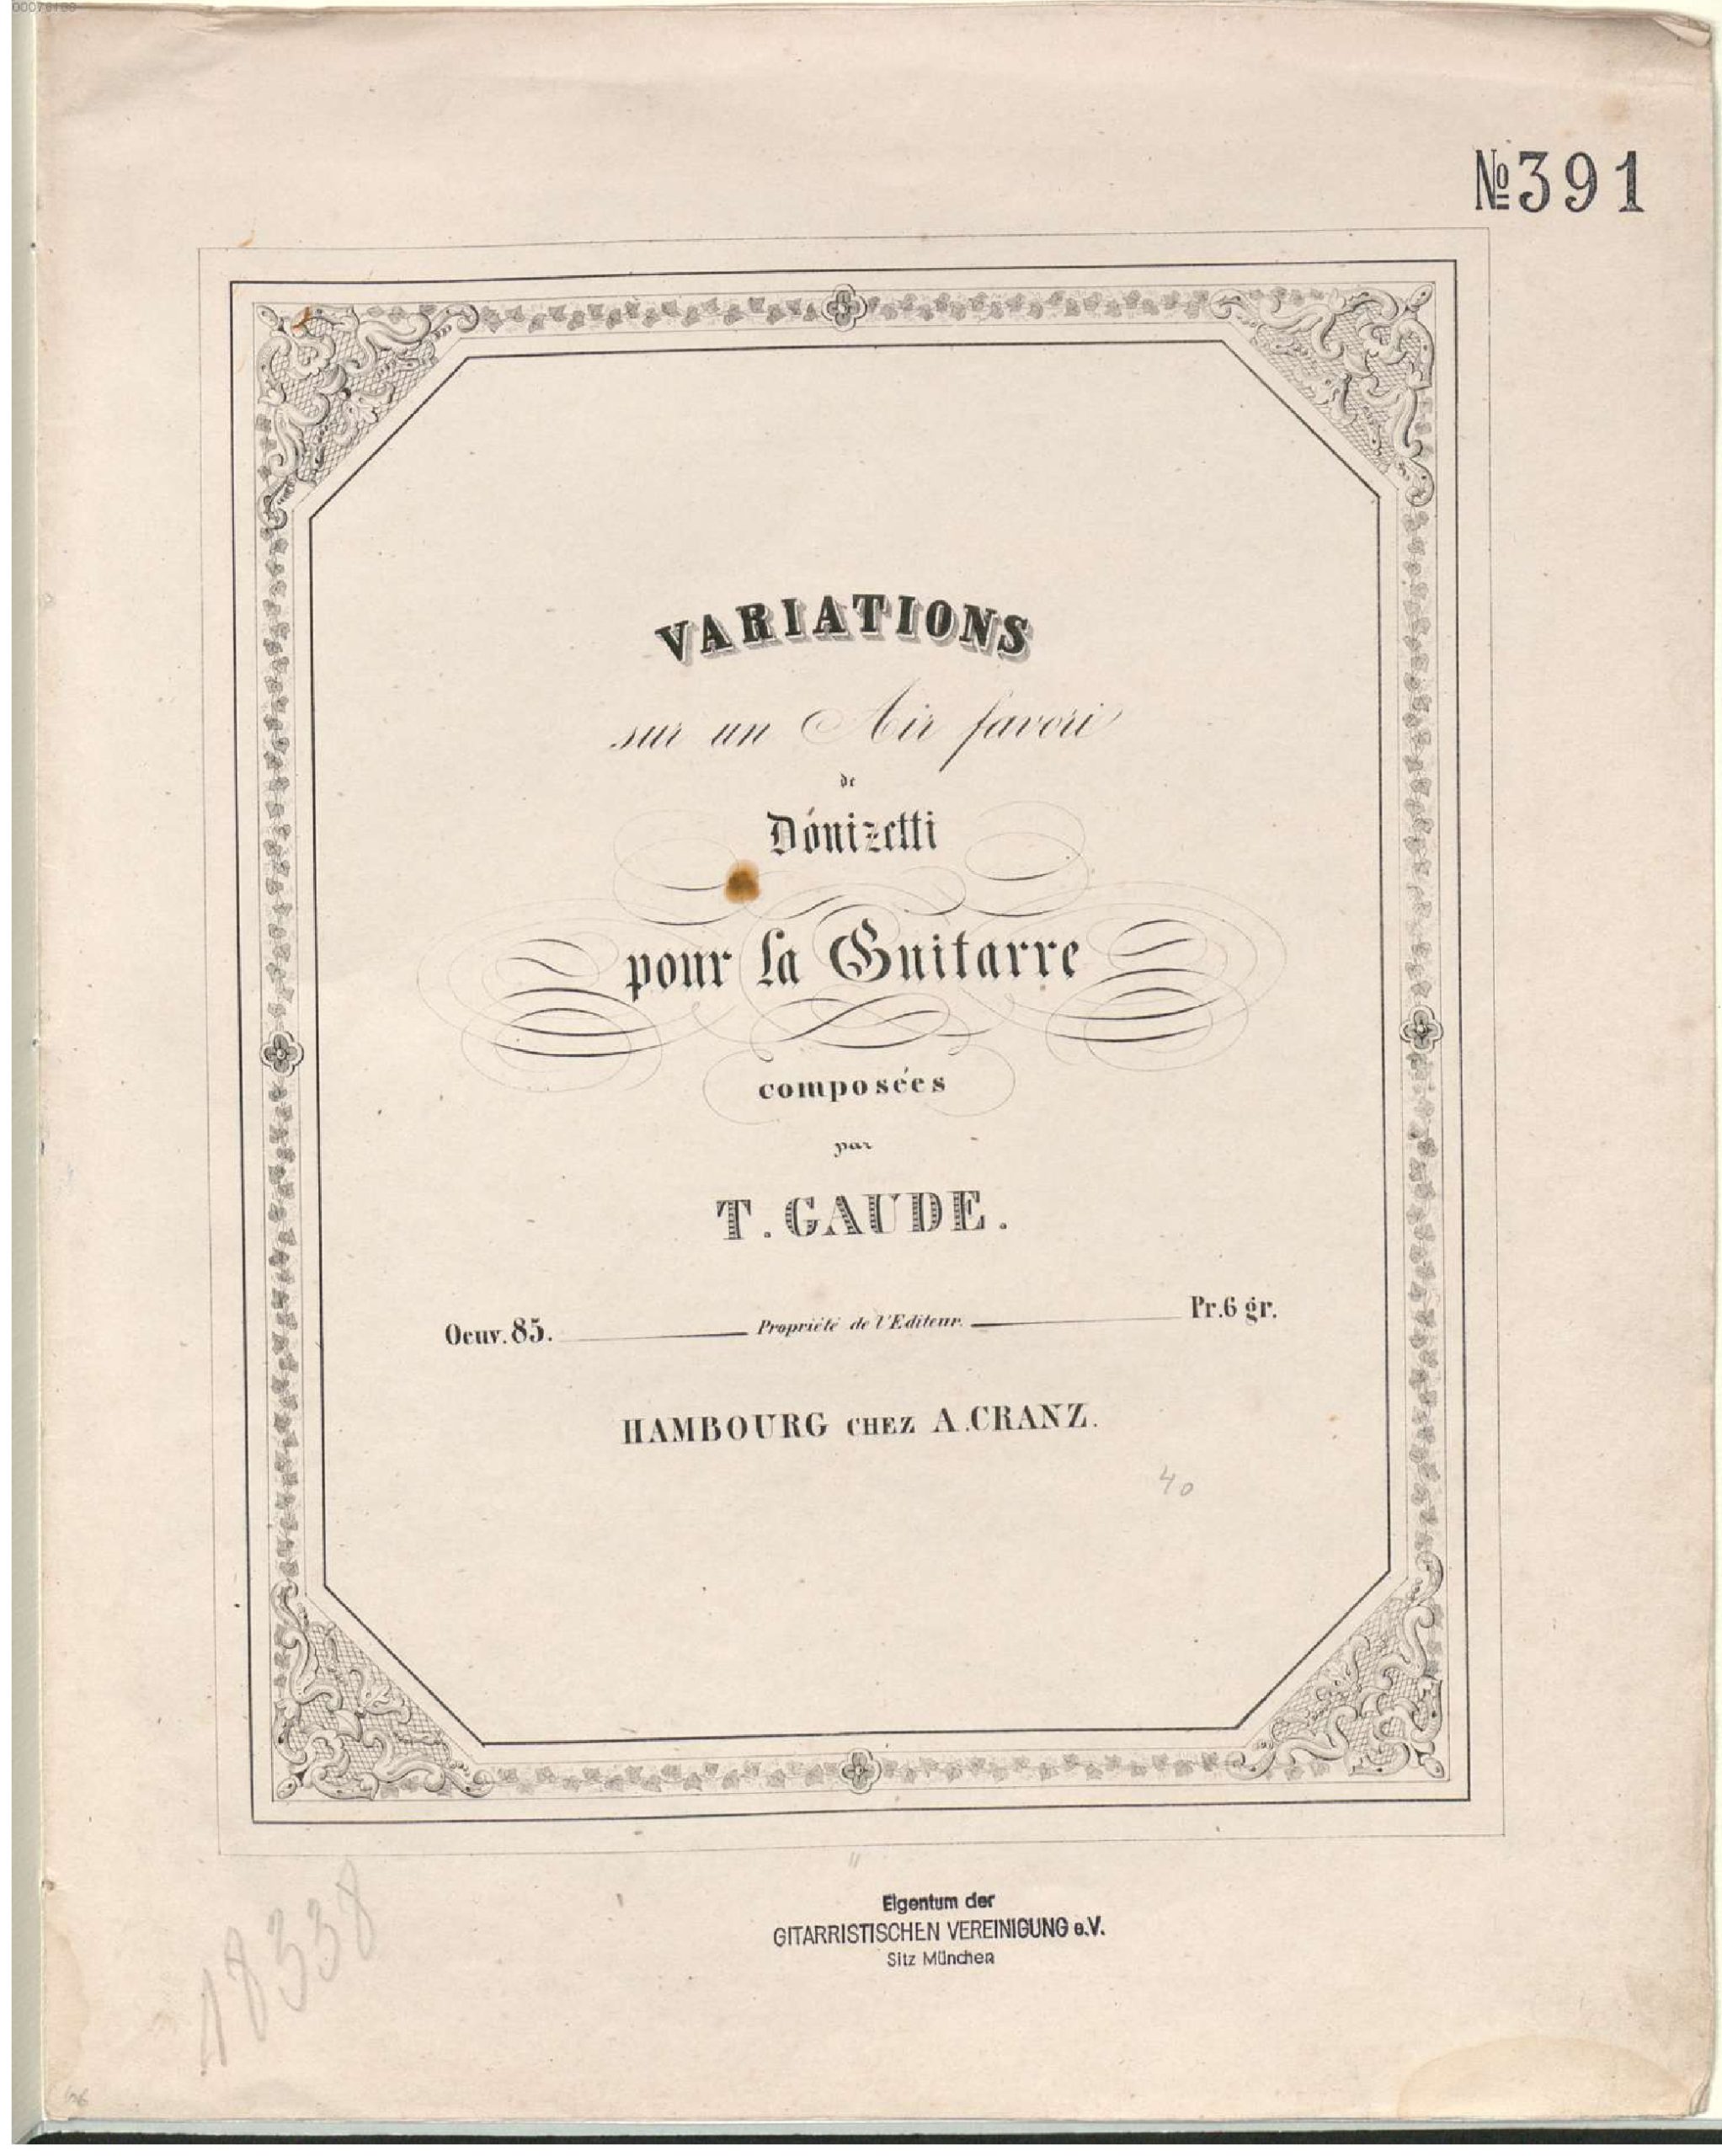 00078189
№391
VARIATIONS
sur un Air favori
de
Dónizetti
pour la Guitarre
composées
par
T. GAUDE.
Oeuv. 85. Propriété de l'Editeur. Pr. 6 gr.
HAMBOURG CHEZ A. CRANZ.
40
Eigentum der
GITARRISTISCHEN VEREINIGUNG e.V.
Sitz München
18338